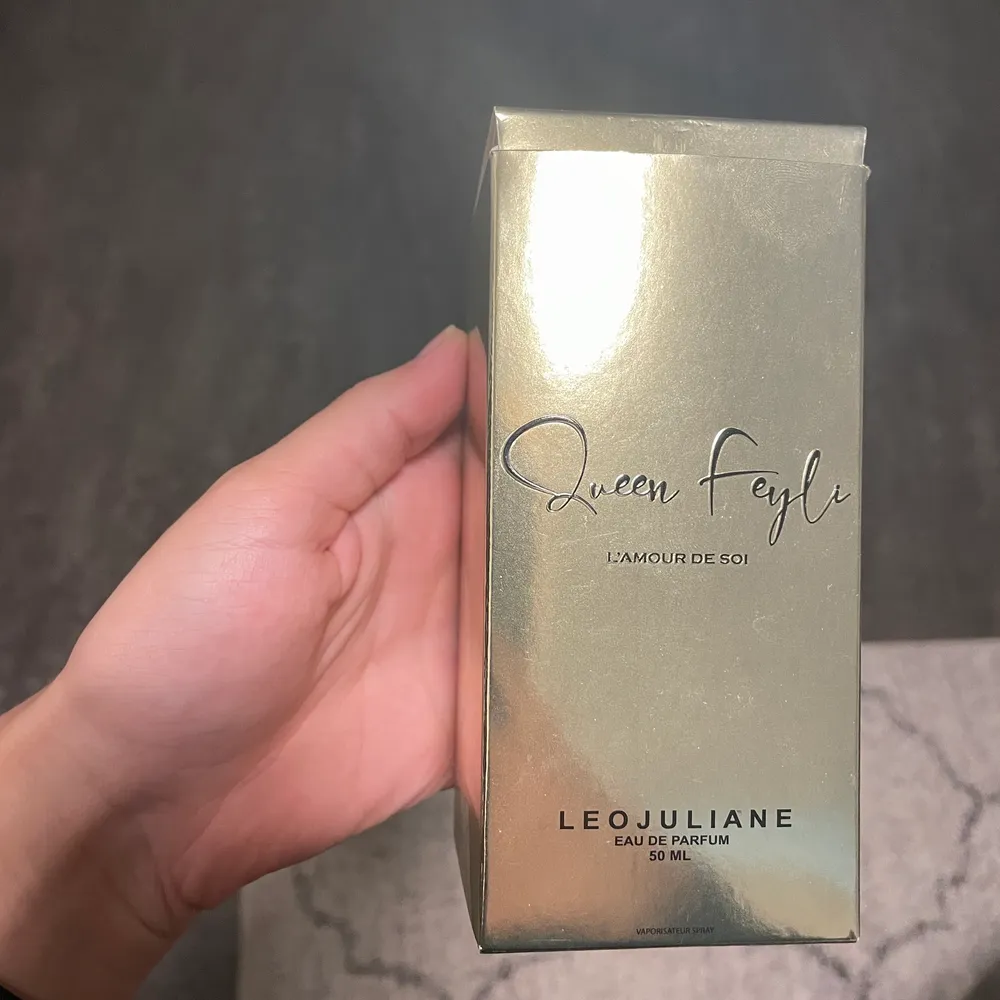 Queen Feyli
L'AMOUR DE SOI
LEOJULIANE
EAU DE PARFUM
50 ML
VAPORISATEUR SPRAY